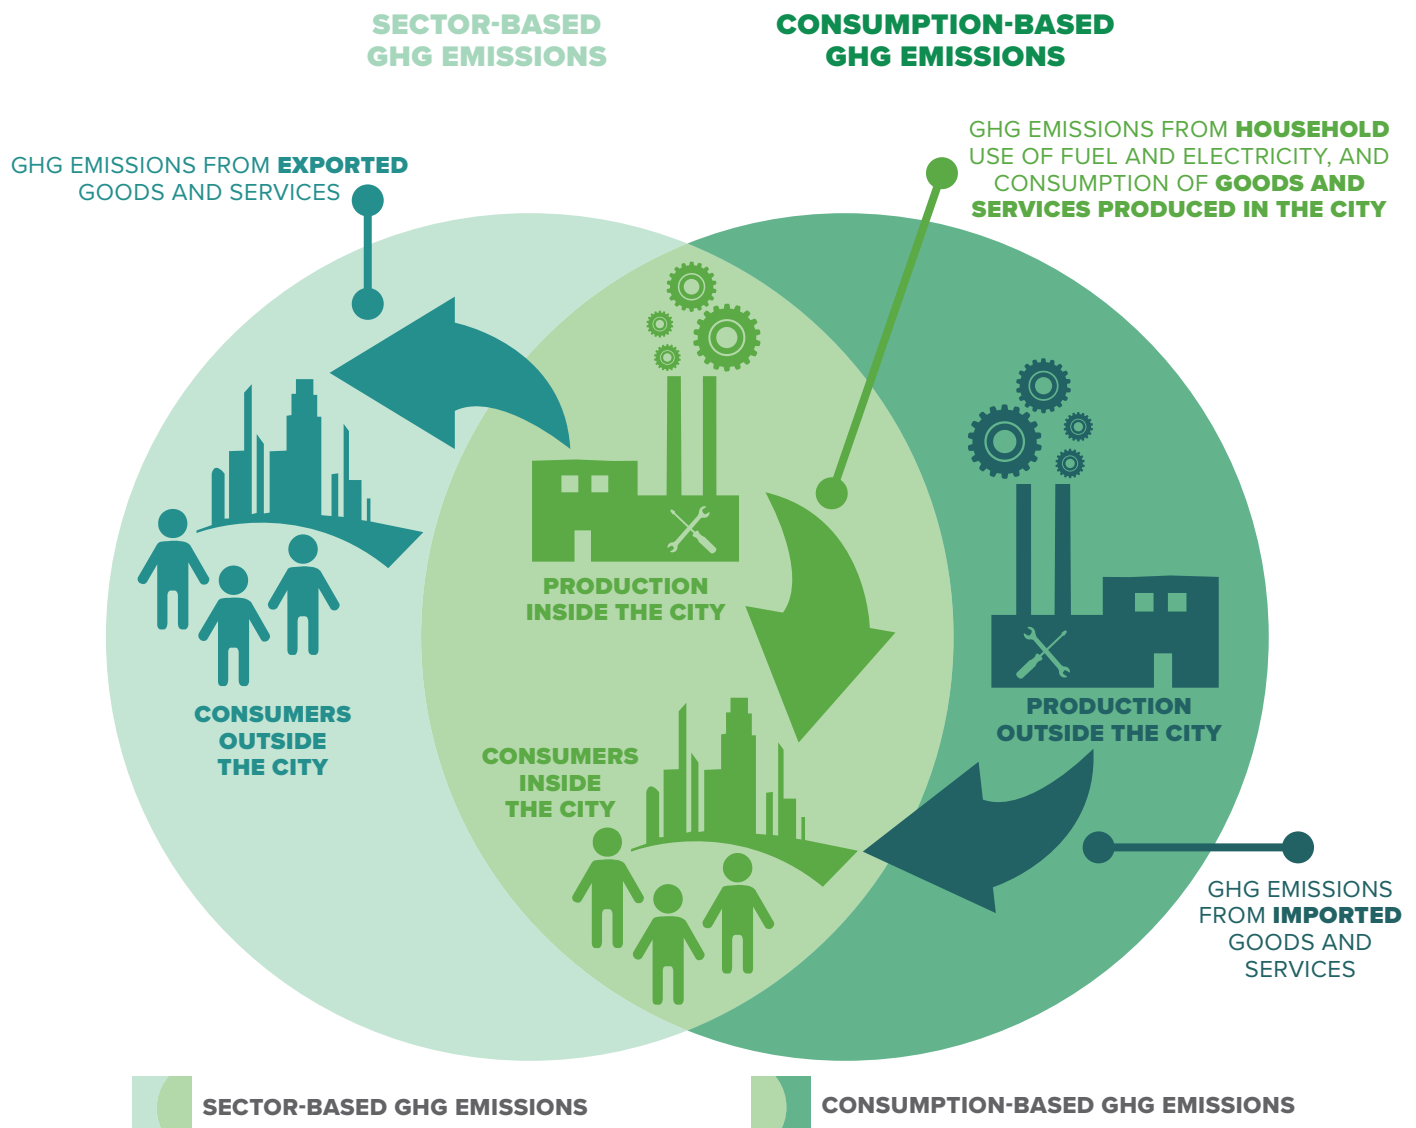 SECTOR-BASED
GHG EMISSIONS
CONSUMPTION-BASED
GHG EMISSIONS
GHG EMISSIONS FROM EXPORTED
GOODS AND SERVICES
GHG EMISSIONS FROM HOUSEHOLD
USE OF FUEL AND ELECTRICITY, AND
CONSUMPTION OF GOODS AND
SERVICES PRODUCED IN THE CITY
PRODUCTION
INSIDE THE CITY
CONSUMERS
OUTSIDE
THE CITY
PRODUCTION
OUTSIDE THE CITY
CONSUMERS
INSIDE
THE CITY
GHG EMISSIONS
FROM IMPORTED
GOODS AND
SERVICES
SECTOR-BASED GHG EMISSIONS
CONSUMPTION-BASED GHG EMISSIONS